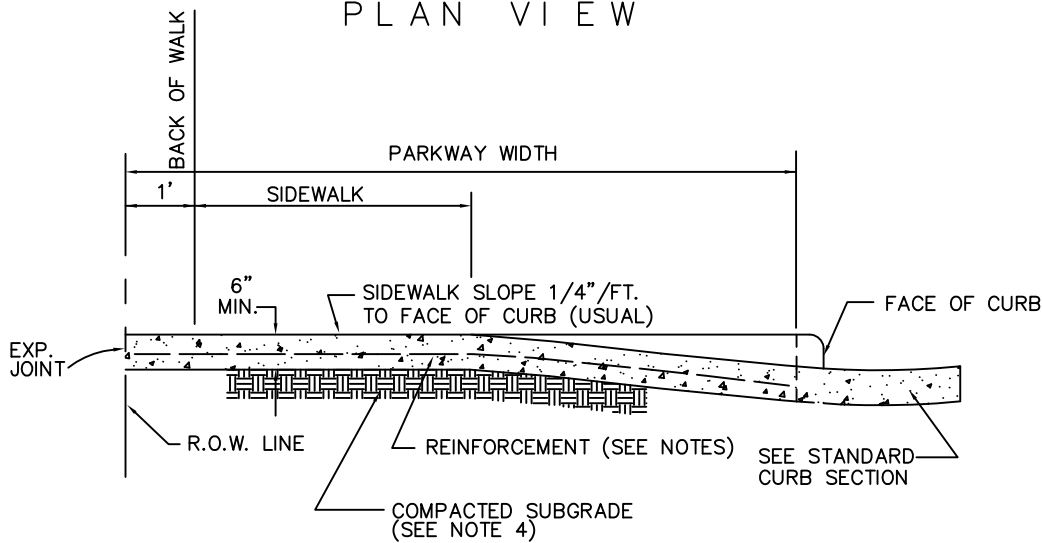 PLAN VIEW
BACK OF WALK
PARKWAY WIDTH
1'
SIDEWALK
6"
MIN.
SIDEWALK SLOPE 1/4"/FT.
TO FACE OF CURB (USUAL)
FACE OF CURB
EXP.
JOINT
R.O.W. LINE
REINFORCEMENT (SEE NOTES)
SEE STANDARD
CURB SECTION
COMPACTED SUBGRADE
(SEE NOTE 4)